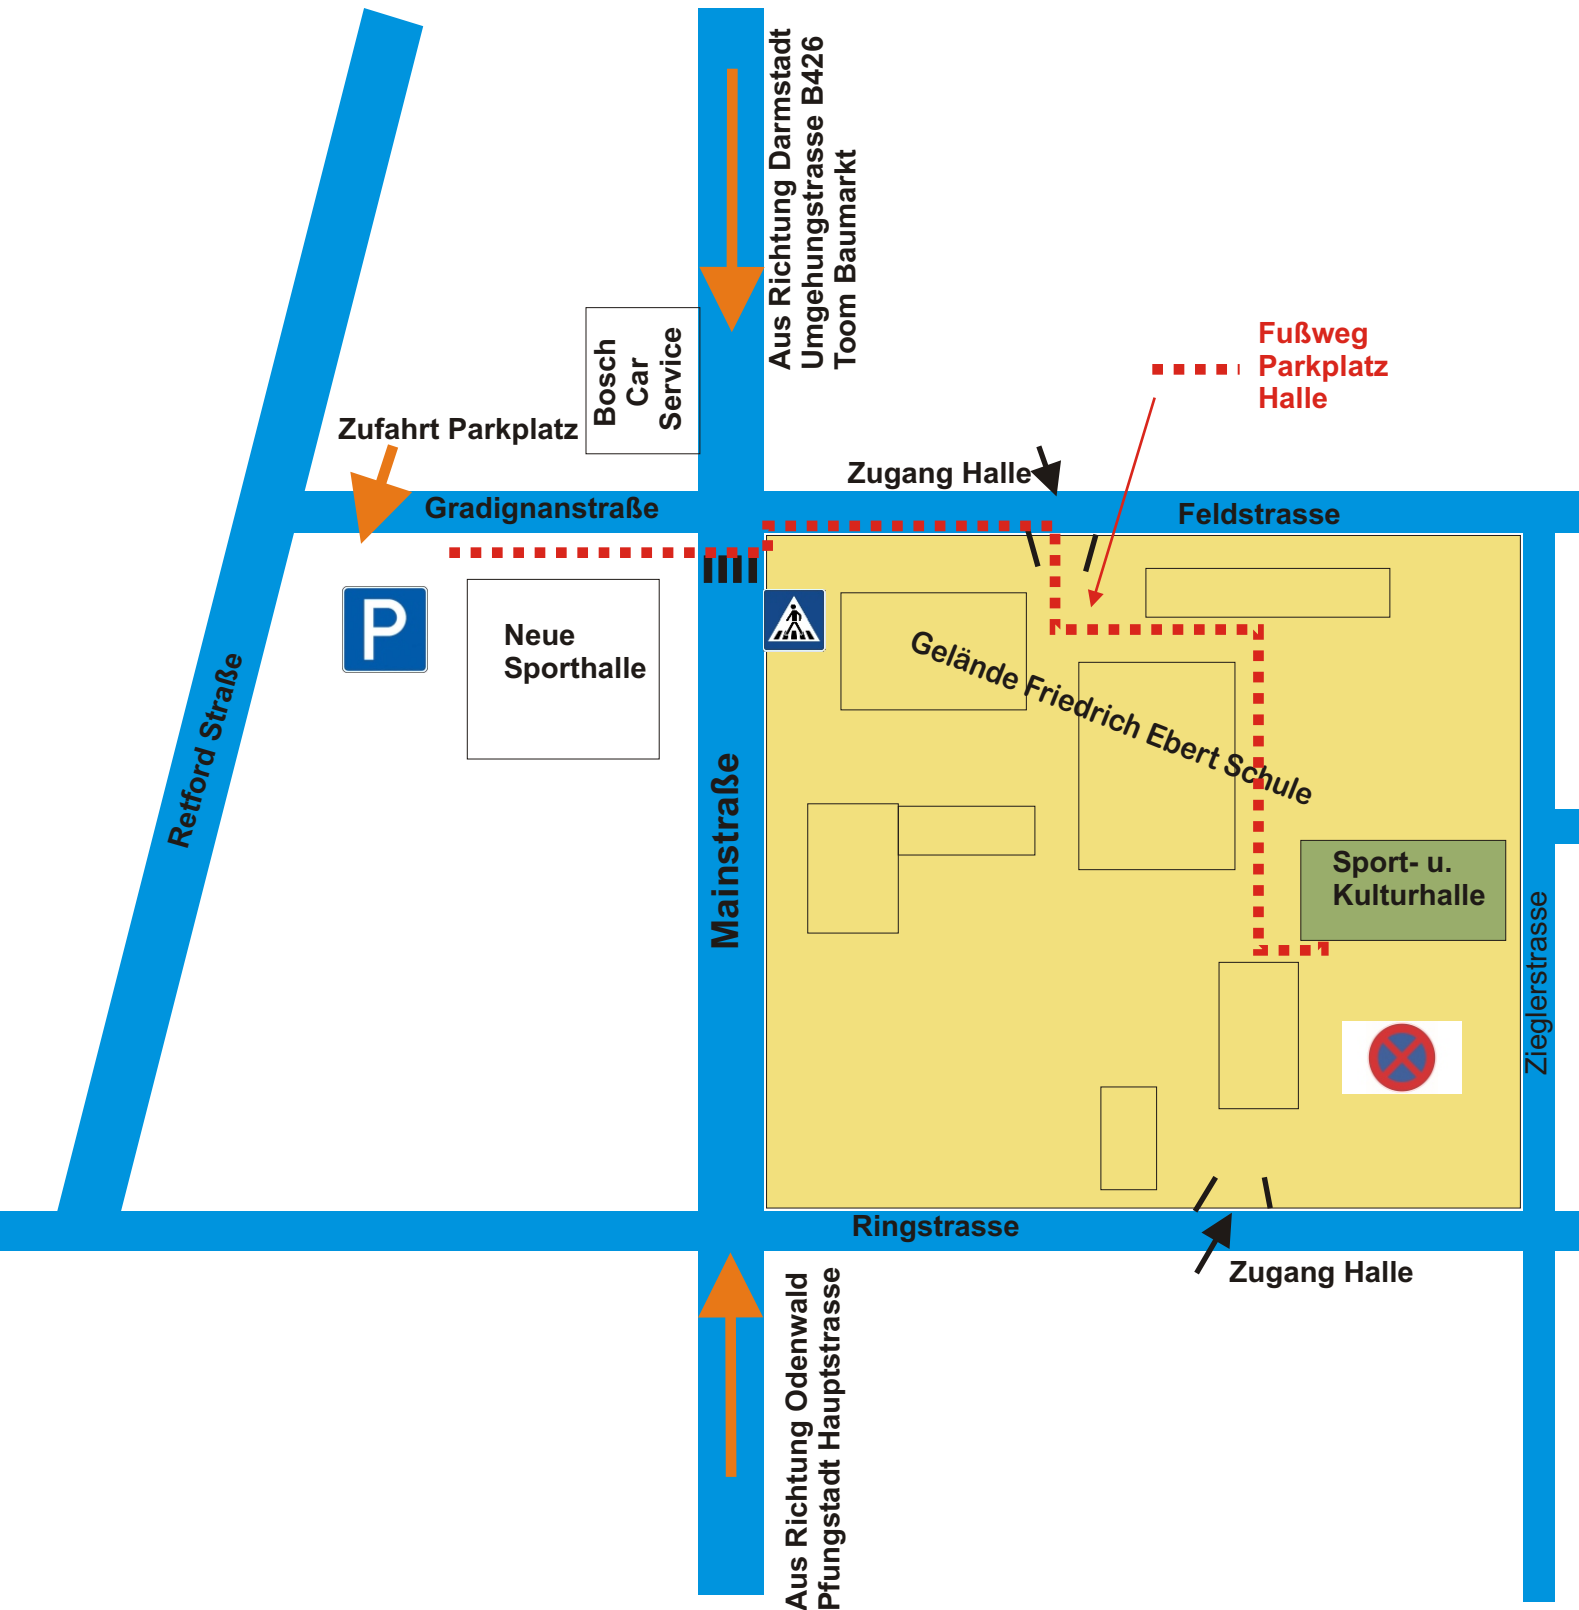 Aus Richtung Darmstadt
Umgehungstrasse B426
Toom Baumarkt
Bosch
Car
Service
Fußweg
Parkplatz
Halle
Zufahrt Parkplatz
Zugang Halle
Gradignanstraße
Feldstrasse
P
Neue
Sporthalle
Gelände Friedrich Ebert Schule
Retford Straße
Mainstraße
Sport- u.
Kulturhalle
Zieglerstrasse
Ringstrasse
Zugang Halle
Aus Richtung Odenwald
Pfungstadt Hauptstrasse